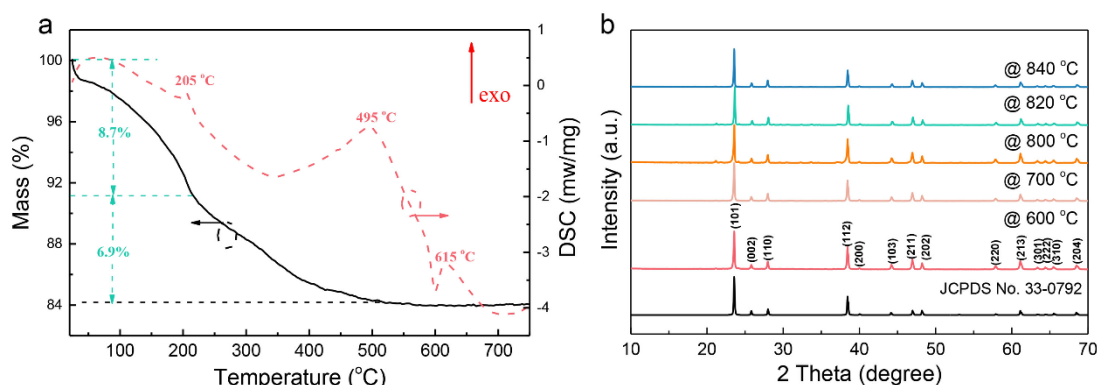 a
Mass (%)
100
96
92
88
84
100
200
300
400
500
600
700
Temperature (°C)
1
0
-1
-2
-3
-4
DSC (mw/mg)
205 °C
495 °C
615 °C
exo
8.7%
6.9%
b
Intensity (a.u.)
@ 840 °C
@ 820 °C
@ 800 °C
@ 700 °C
@ 600 °C
(101)
(002)
(110)
(112)
(200)
(103)
(211)
(202)
(220)
(213)
(301)
(222)
(310)
(204)
JCPDS No. 33-0792
10
20
30
40
50
60
70
2 Theta (degree)